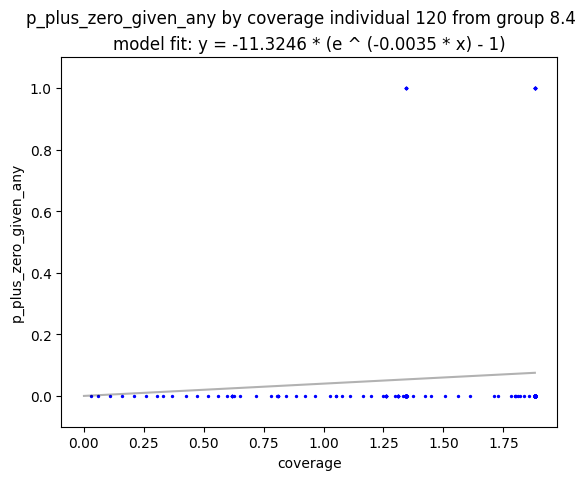 p_plus_zero_given_any by coverage individual 120 from group 8.4
model fit: y = -11.3246 * (e ^ (-0.0035 * x) - 1)
p_plus_zero_given_any
1.0
0.8
0.6
0.4
0.2
0.0
0.00 0.25 0.50 0.75 1.00 1.25 1.50 1.75
coverage